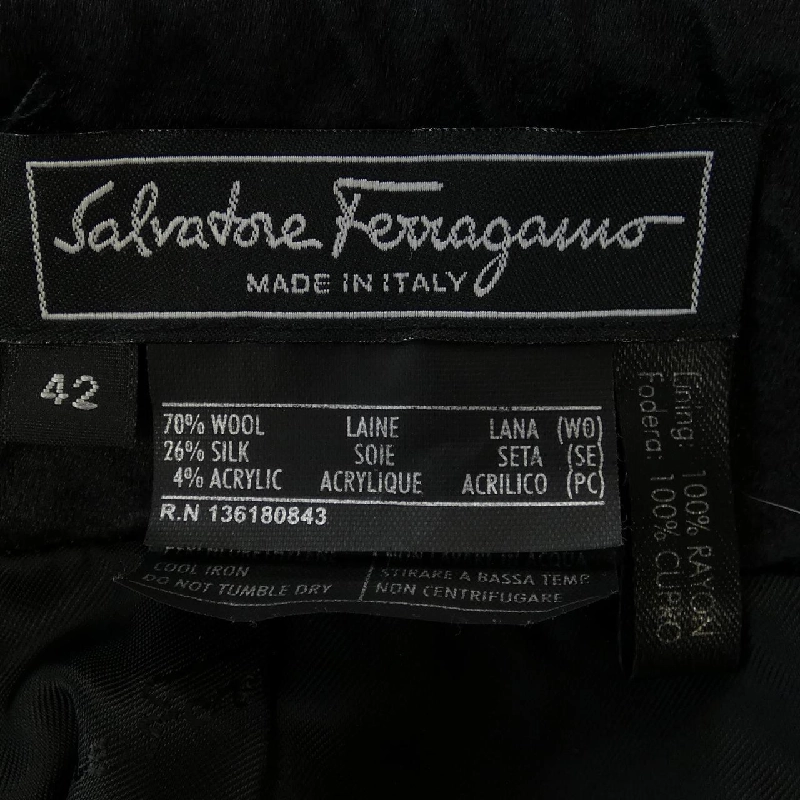 Salvatore Ferragamo
MADE IN ITALY
42
70% WOOL LAINE LANA (WO)
26% SILK SOIE SETA (SE)
4% ACRYLIC ACRYLIQUE ACRILICO (PC)
R.N 136180843
COOL IRON STIRARE A BASSA TEMP
DO NOT TUMBLE DRY NON CENTRIFUGARE
Lining: 100% RAYON
Fodera: 100% CUPRO